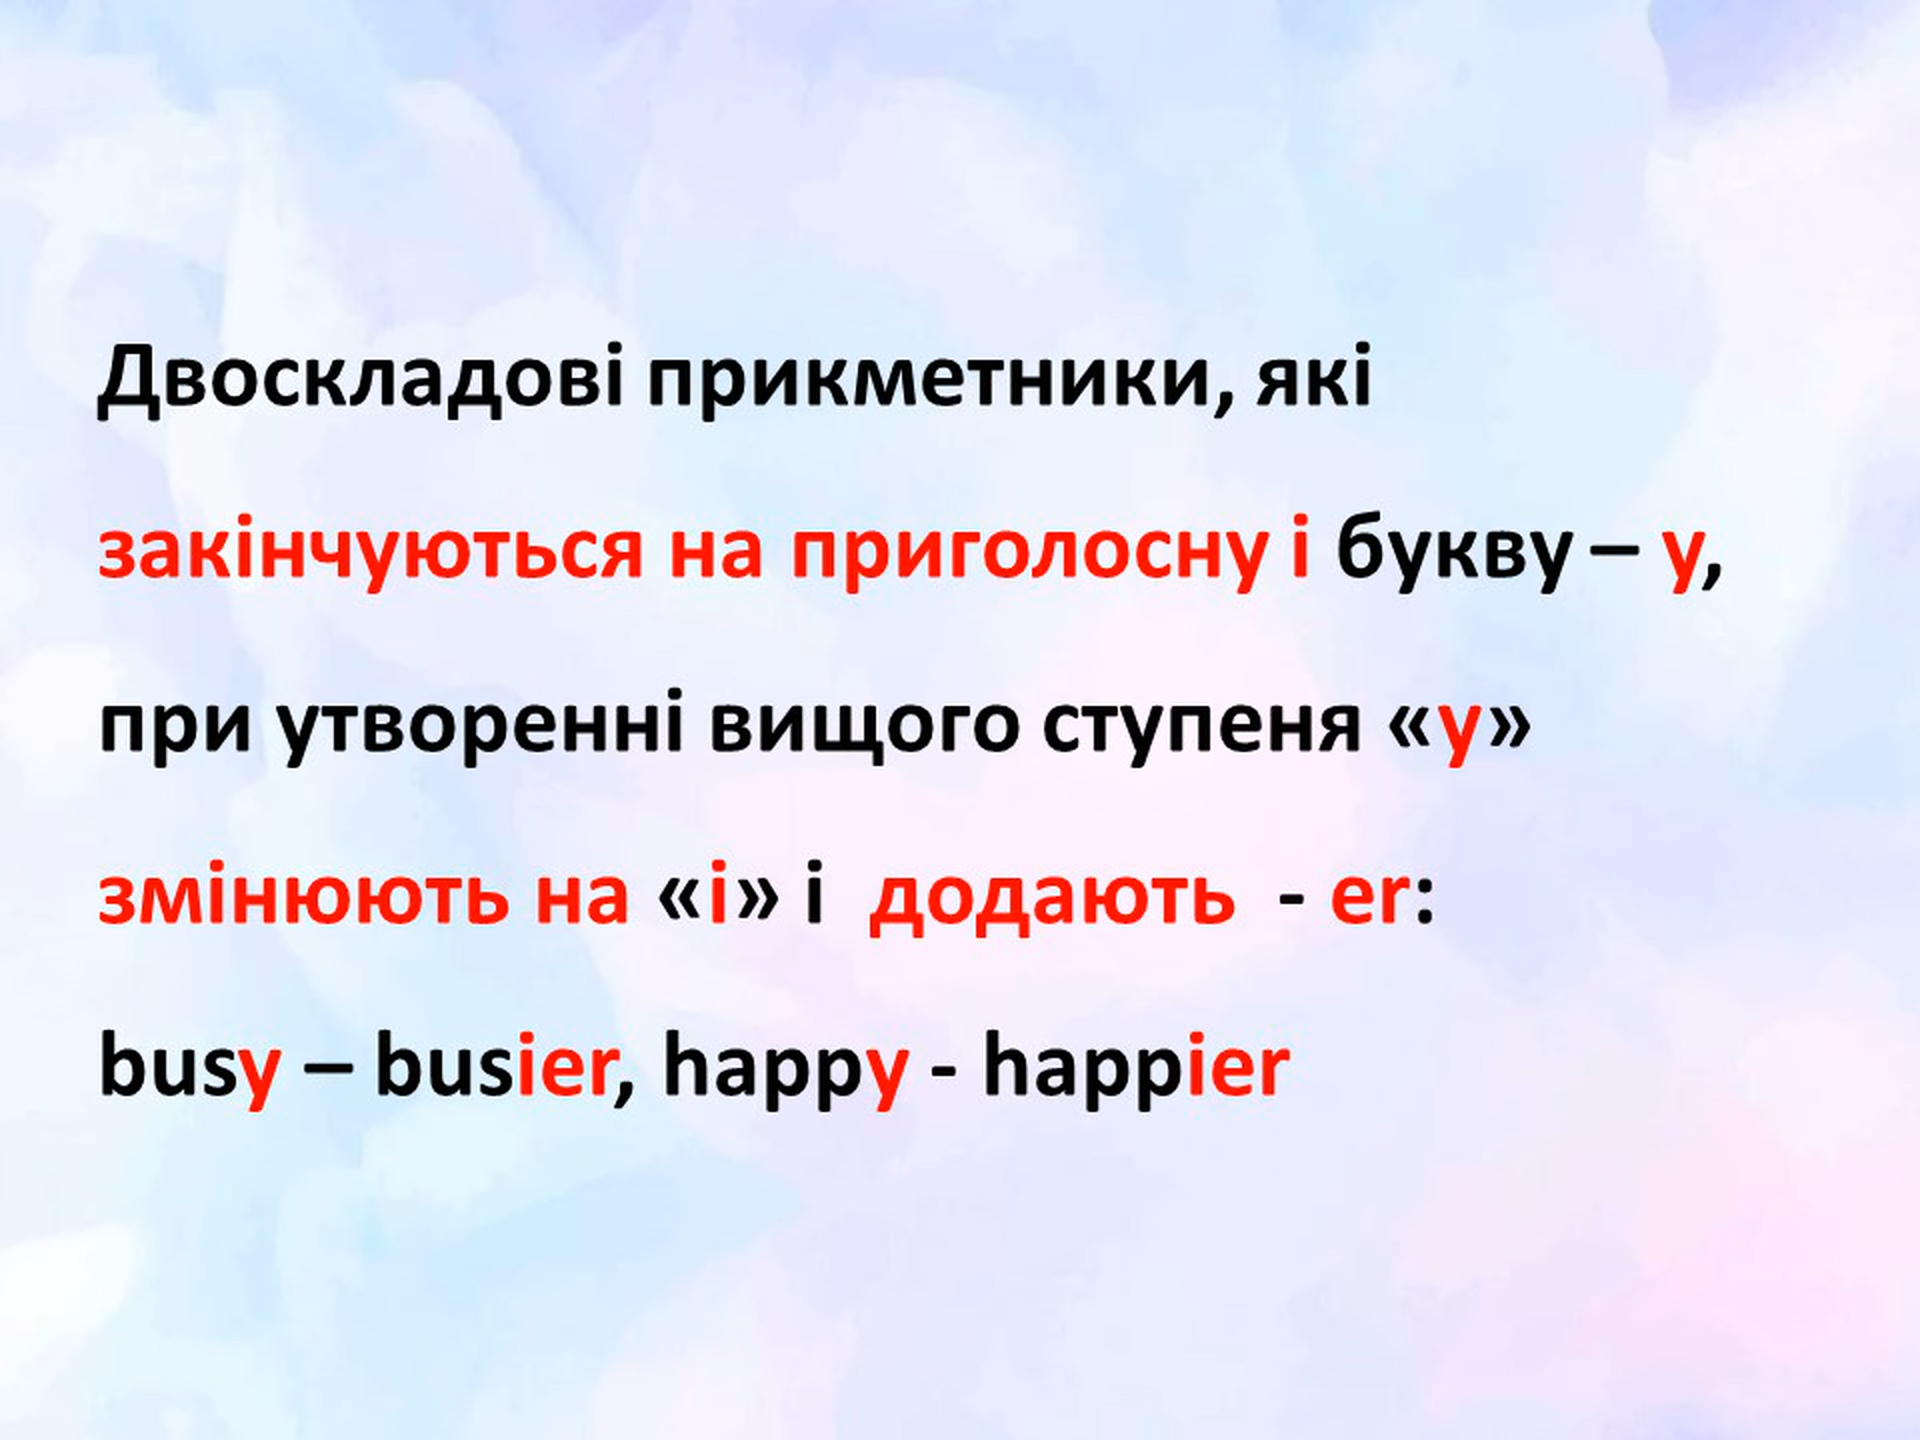 Двоскладові прикметники, які
закінчуються на приголосну і букву – y,
при утворенні вищого ступеня «y»
змінюють на «i» і  додають  - er:
busy – busier, happy - happier